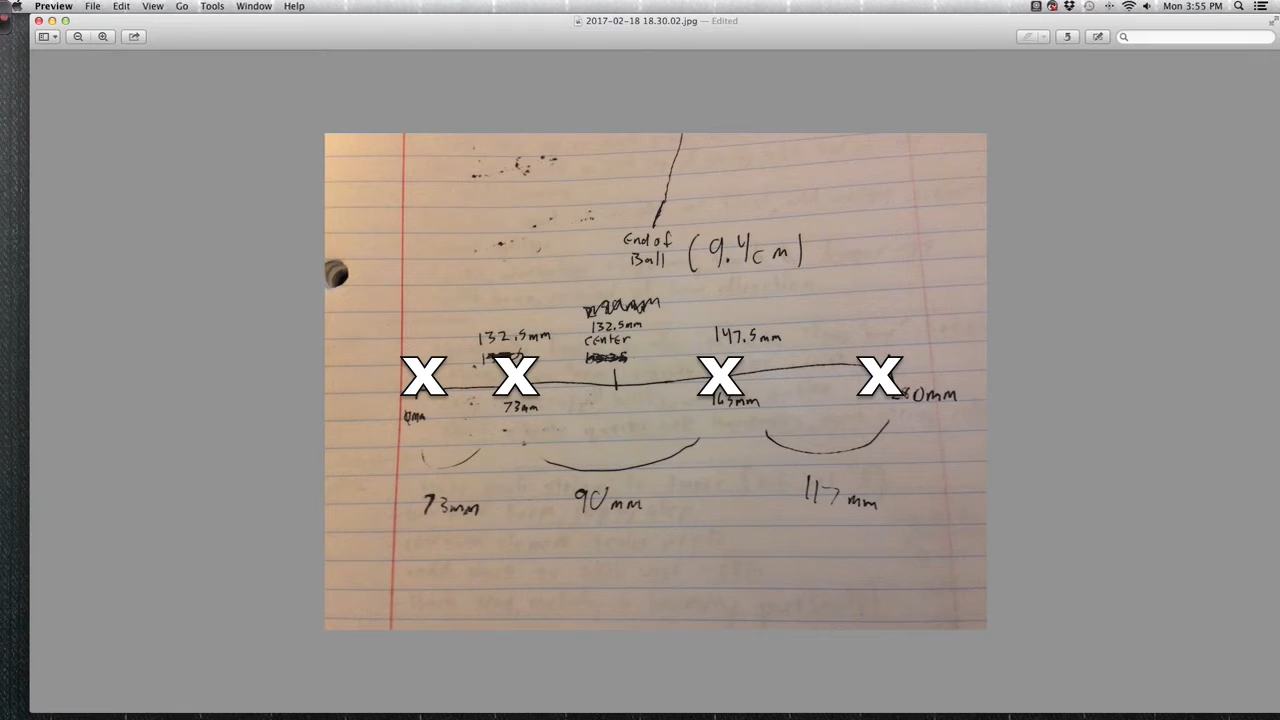 Preview File Edit View Go Tools Window Help
Mon 3:55 PM
2017-02-18 18.30.02.jpg — Edited
End of
Ball
(9.4cm)
132.5mm
132.5mm
center
147.5mm
X X X X
0mm
73mm
163mm
280mm
73mm
90mm
117mm